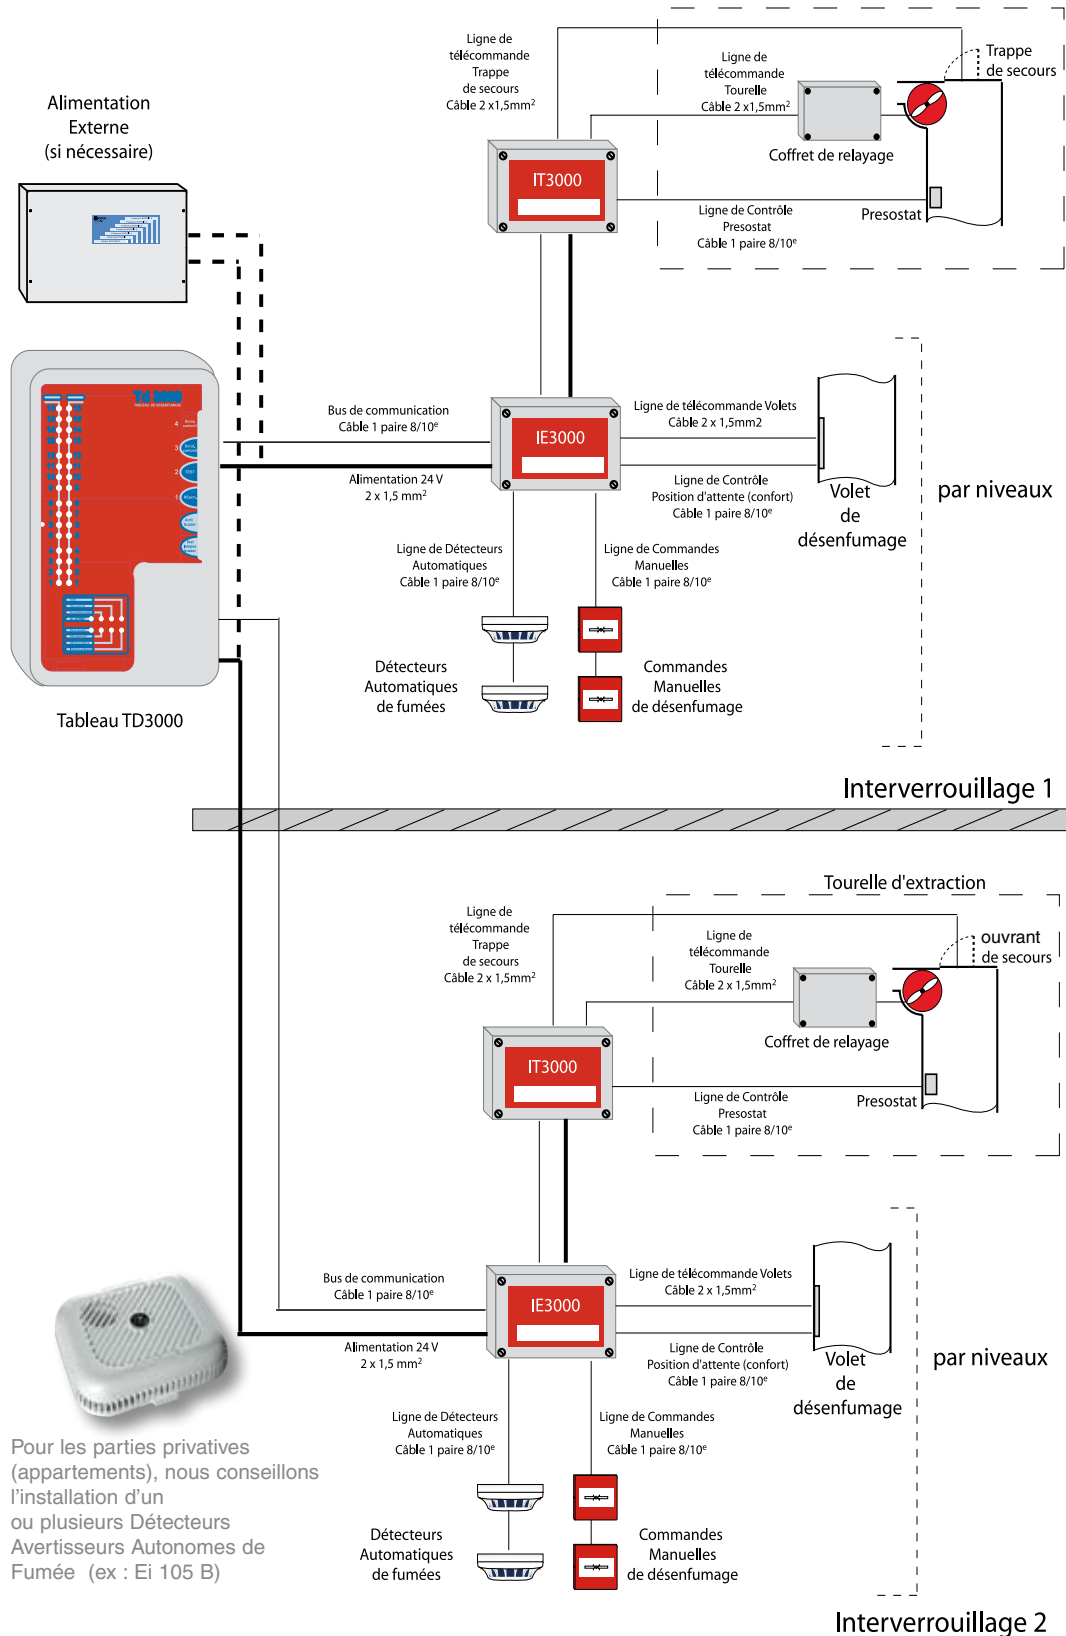 Ligne de
télécommande
Trappe
de secours
Câble 2 x1,5mm²
Ligne de
télécommande
Tourelle
Câble 2 x1,5mm²
Trappe
de secours
Coffret de relayage
Alimentation
Externe
(si nécessaire)
IT3000
Ligne de Contrôle
Presostat
Câble 1 paire 8/10e
Presostat
Td 3000
TABLEAU DE DESENFUMAGE
4
3
2
TEST
1
Bus de communication
Câble 1 paire 8/10e
IE3000
Ligne de télécommande Volets
Câble 2 x 1,5mm2
Alimentation 24 V
2 x 1,5 mm²
Ligne de Contrôle
Position d'attente (confort)
Câble 1 paire 8/10e
Volet
de
désenfumage
par niveaux
Ligne de Détecteurs
Automatiques
Câble 1 paire 8/10e
Ligne de Commandes
Manuelles
Câble 1 paire 8/10e
Détecteurs
Automatiques
de fumées
Commandes
Manuelles
de désenfumage
Tableau TD3000
Interverrouillage 1
Tourelle d'extraction
Ligne de
télécommande
Trappe
de secours
Câble 2 x 1,5mm²
Ligne de
télécommande
Tourelle
Câble 2 x 1,5mm²
ouvrant
de secours
Coffret de relayage
IT3000
Ligne de Contrôle
Presostat
Câble 1 paire 8/10e
Presostat
Bus de communication
Câble 1 paire 8/10e
IE3000
Ligne de télécommande Volets
Câble 2 x 1,5mm²
Alimentation 24 V
2 x 1,5 mm²
Ligne de Contrôle
Position d'attente (confort)
Câble 1 paire 8/10e
Volet
de
désenfumage
par niveaux
Ligne de Détecteurs
Automatiques
Câble 1 paire 8/10e
Ligne de Commandes
Manuelles
Câble 1 paire 8/10e
Détecteurs
Automatiques
de fumées
Commandes
Manuelles
de désenfumage
Pour les parties privatives
(appartements), nous conseillons
l'installation d'un
ou plusieurs Détecteurs
Avertisseurs Autonomes de
Fumée (ex : Ei 105 B)
Interverrouillage 2